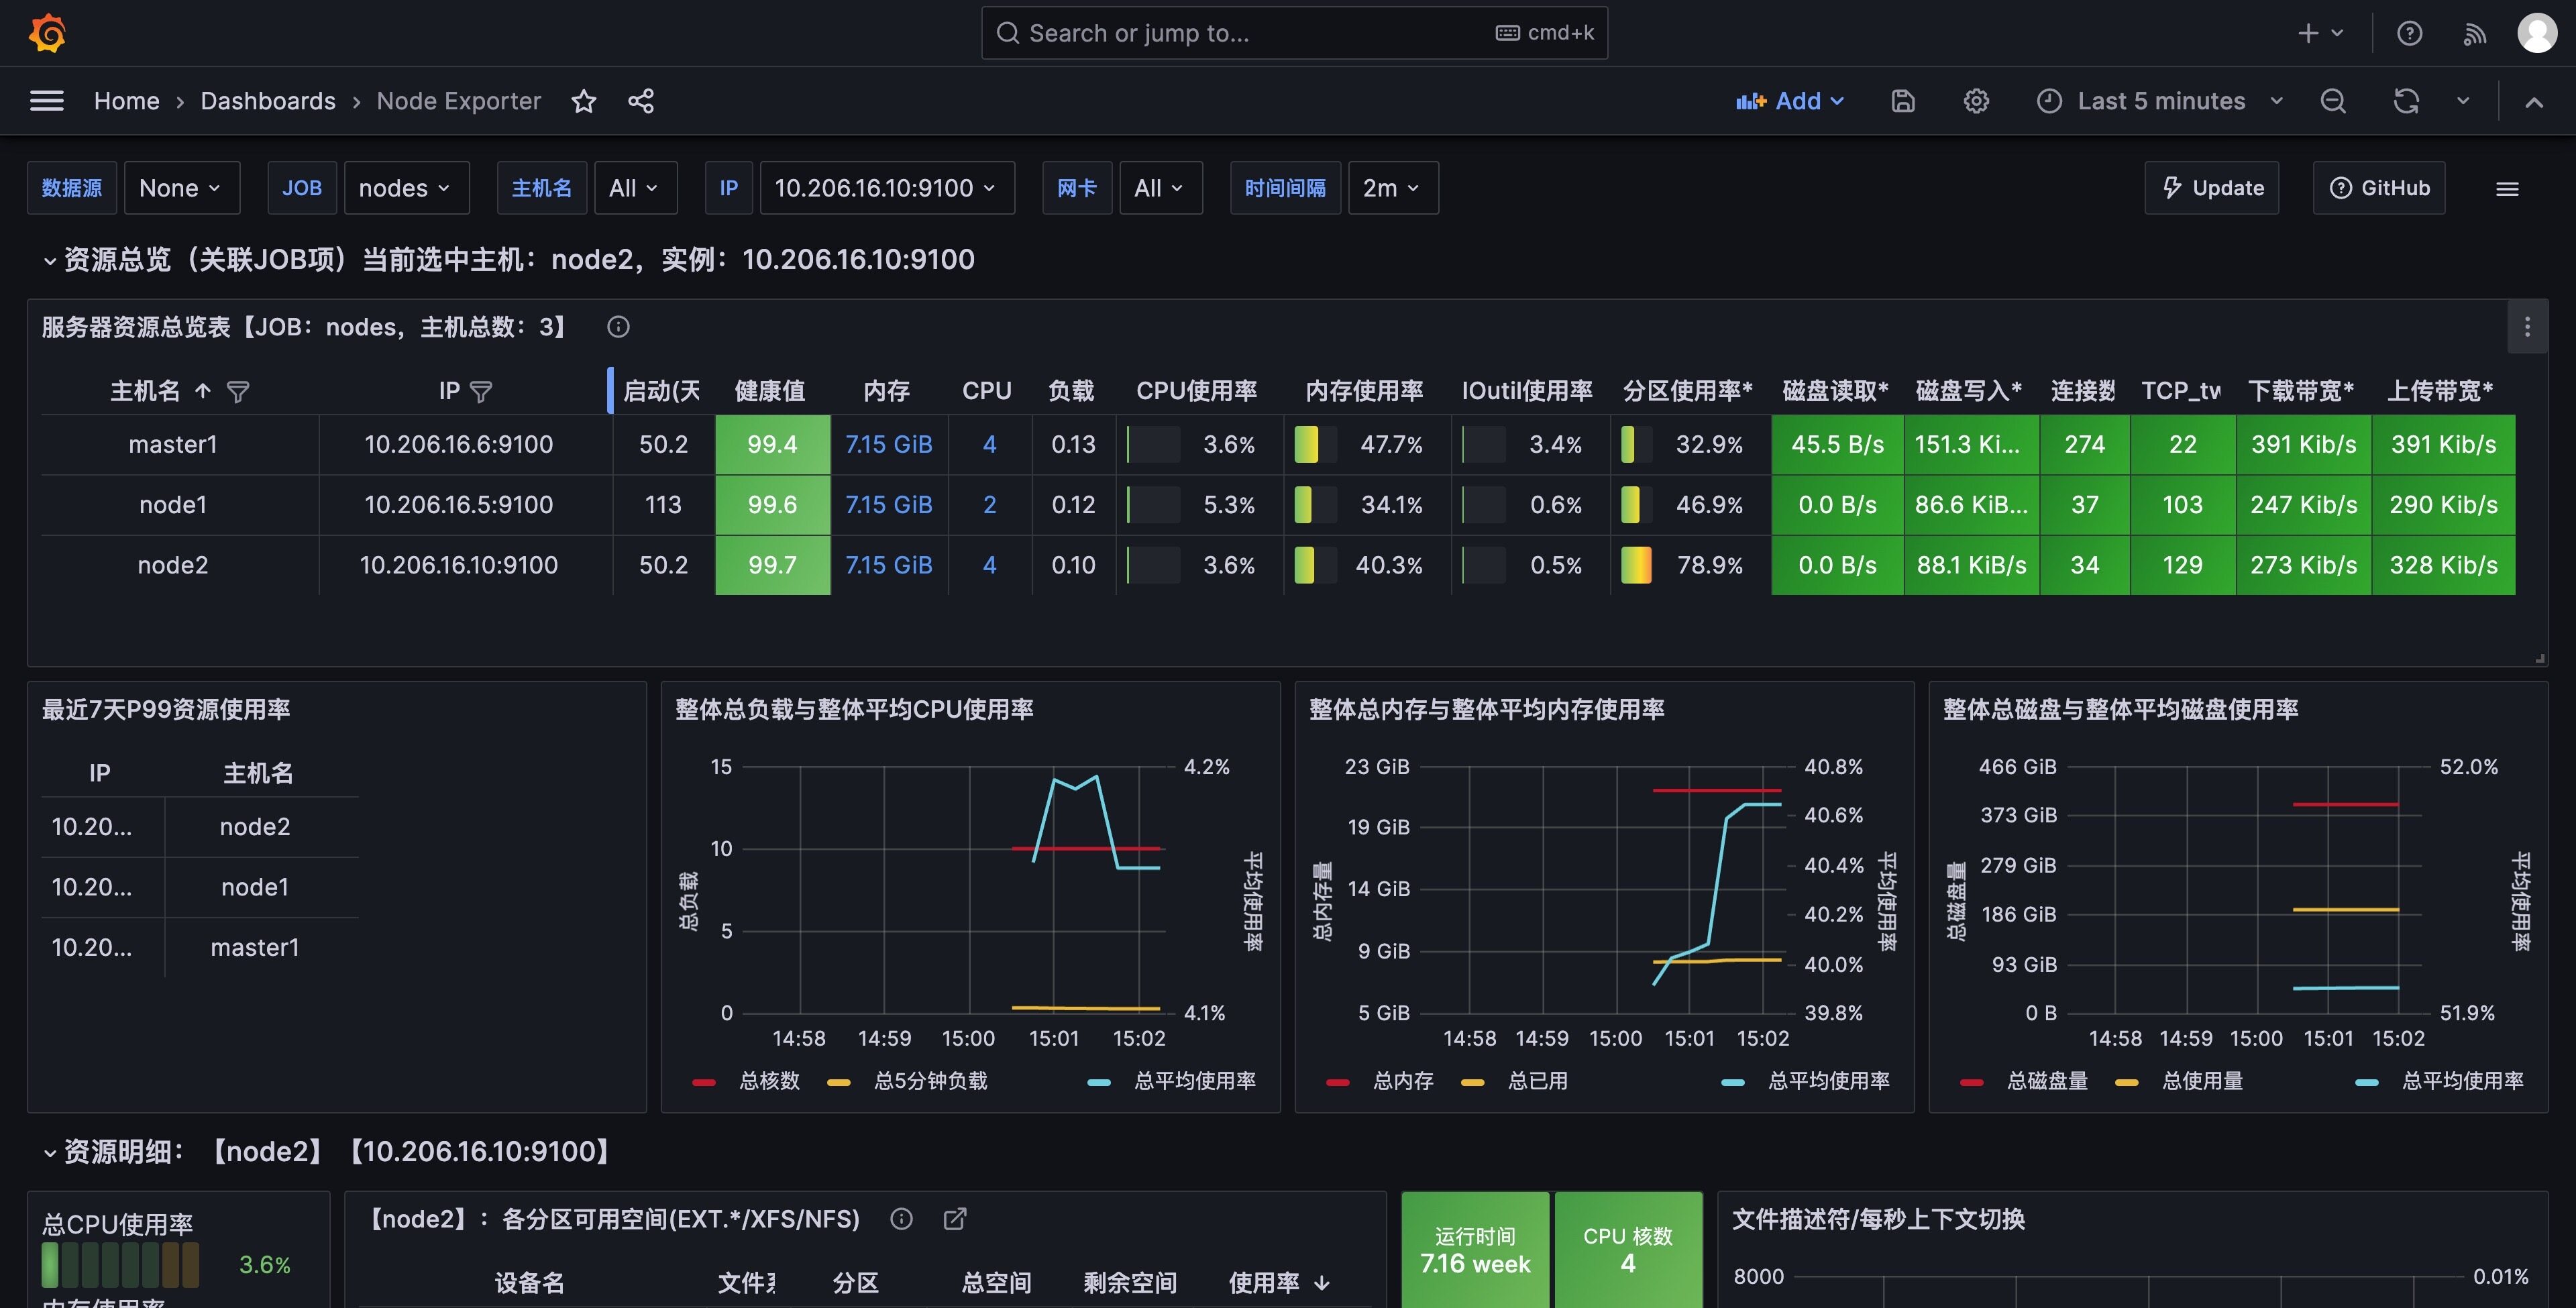 Search or jump to... cmd+k
Home › Dashboards › Node Exporter Add Last 5 minutes
数据源 None JOB nodes 主机名 All IP 10.206.16.10:9100 网卡 All 时间间隔 2m Update GitHub
资源总览（关联JOB项）当前选中主机：node2，实例：10.206.16.10:9100
服务器资源总览表【JOB：nodes，主机总数：3】
主机名 IP 启动(天 健康值 内存 CPU 负载 CPU使用率 内存使用率 IOutil使用率 分区使用率* 磁盘读取* 磁盘写入* 连接数 TCP_tw 下载带宽* 上传带宽*
master1 10.206.16.6:9100 50.2 99.4 7.15 GiB 4 0.13 3.6% 47.7% 3.4% 32.9% 45.5 B/s 151.3 Ki... 274 22 391 Kib/s 391 Kib/s
node1 10.206.16.5:9100 113 99.6 7.15 GiB 2 0.12 5.3% 34.1% 0.6% 46.9% 0.0 B/s 86.6 KiB... 37 103 247 Kib/s 290 Kib/s
node2 10.206.16.10:9100 50.2 99.7 7.15 GiB 4 0.10 3.6% 40.3% 0.5% 78.9% 0.0 B/s 88.1 KiB/s 34 129 273 Kib/s 328 Kib/s
最近7天P99资源使用率
IP 主机名
10.20... node2
10.20... node1
10.20... master1
整体总负载与整体平均CPU使用率
总负载
15
10
5
0
4.2%
4.1%
平均使用率
14:58 14:59 15:00 15:01 15:02
总核数 总5分钟负载 总平均使用率
整体总内存与整体平均内存使用率
总内存量
23 GiB
19 GiB
14 GiB
9 GiB
5 GiB
40.8%
40.6%
40.4%
40.2%
40.0%
39.8%
平均使用率
14:58 14:59 15:00 15:01 15:02
总内存 总已用 总平均使用率
整体总磁盘与整体平均磁盘使用率
总磁盘量
466 GiB
373 GiB
279 GiB
186 GiB
93 GiB
0 B
52.0%
51.9%
平均使用率
14:58 14:59 15:00 15:01 15:02
总磁盘量 总使用量 总平均使用率
资源明细：【node2】【10.206.16.10:9100】
总CPU使用率
3.6%
内存使用率
【node2】：各分区可用空间(EXT.*/XFS/NFS)
设备名 文件 分区 总空间 剩余空间 使用率
运行时间
7.16 week
CPU 核数
4
文件描述符/每秒上下文切换
8000 0.01%